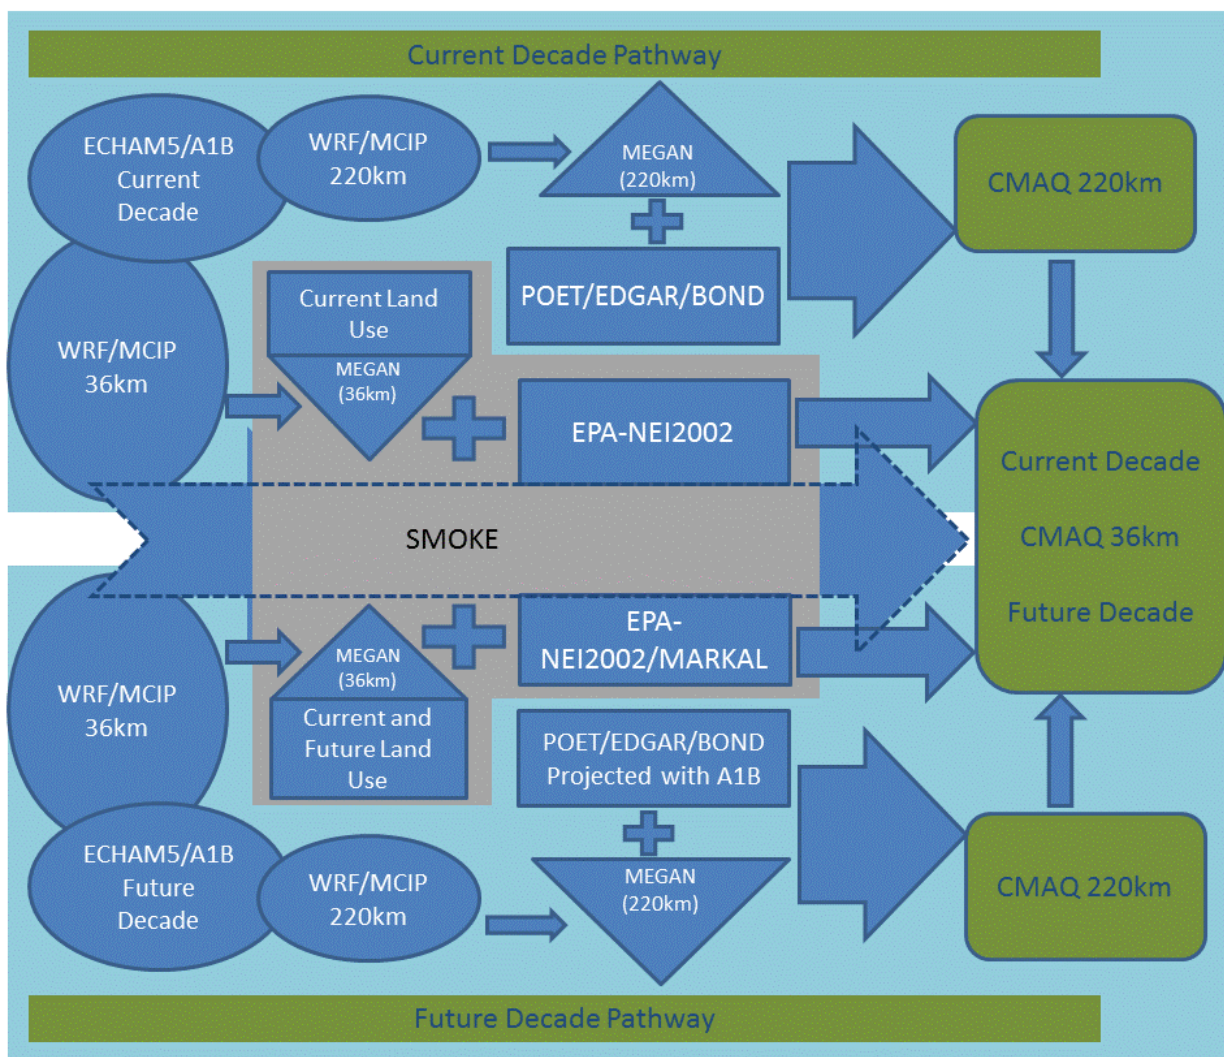 Current Decade Pathway
ECHAM5/A1B
Current
Decade
WRF/MCIP
220km
MEGAN
(220km)
CMAQ 220km
POET/EDGAR/BOND
Current Land
Use
WRF/MCIP
36km
MEGAN
(36km)
EPA-NEI2002
Current Decade
CMAQ 36km
Future Decade
SMOKE
WRF/MCIP
36km
MEGAN
(36km)
EPA-
NEI2002/MARKAL
Current and
Future Land
Use
POET/EDGAR/BOND
Projected with A1B
ECHAM5/A1B
Future
Decade
WRF/MCIP
220km
MEGAN
(220km)
CMAQ 220km
Future Decade Pathway